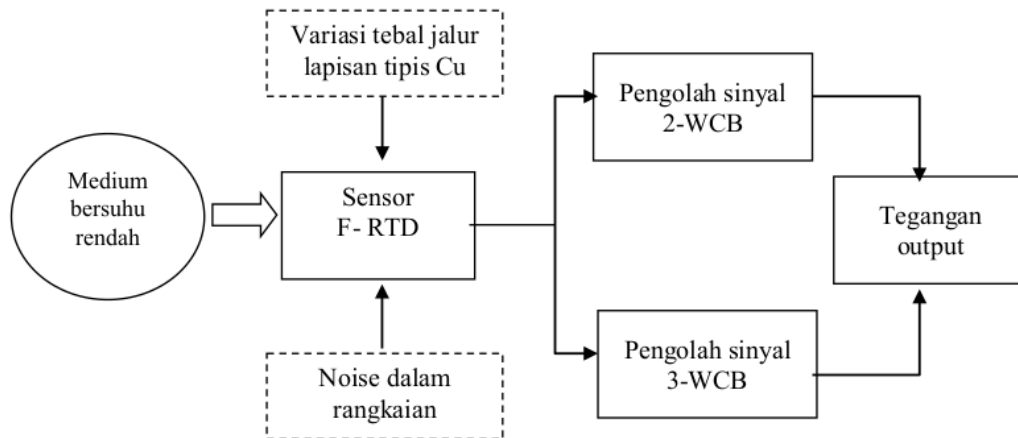 Variasi tebal jalur
lapisan tipis Cu
Medium
bersuhu
rendah
Sensor
F- RTD
Noise dalam
rangkaian
Pengolah sinyal
2-WCB
Pengolah sinyal
3-WCB
Tegangan
output